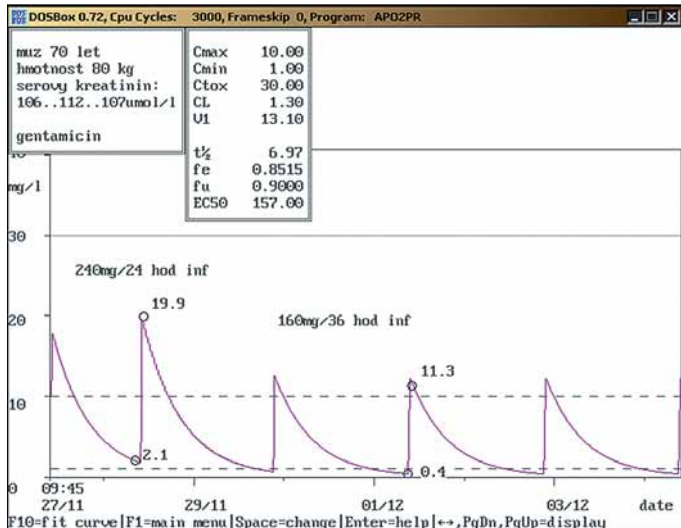 DOSBox 0.72, Cpu Cycles: 3000, Frameskip 0, Program: APO2PR
muz 70 let
hmotnost 80 kg
serovy kreatinin:
106..112..107umol/l
gentamicin
Cmax 10.00
Cmin 1.00
Ctox 30.00
CL 1.30
V1 13.10
t½ 6.97
fe 0.8515
fu 0.9000
EC50 157.00
mg/l
30
240mg/24 hod inf
19.9
160mg/36 hod inf
20
11.3
10
2.1
0.4
0
09:45
27/11 29/11 01/12 03/12 date
F10=fit curve|F1=main menu|Space=change|Enter=help|↔,PgDn,PgUp=display